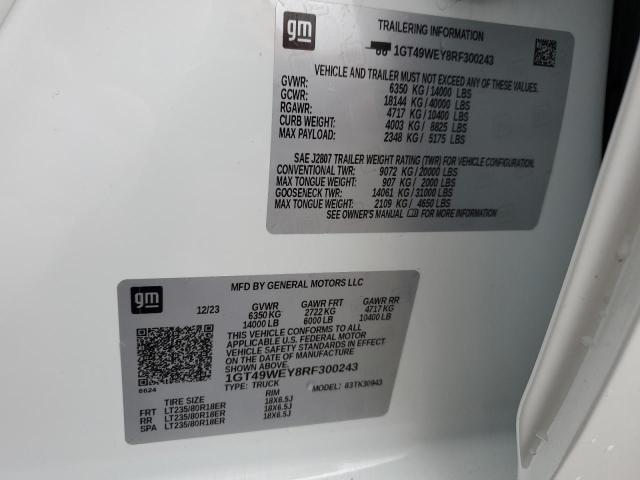 gm
TRAILERING INFORMATION
1GT49WEY8RF300243
VEHICLE AND TRAILER MUST NOT EXCEED ANY OF THESE VALUES.
GVWR: 6350 KG / 14000 LBS
GCWR: 18144 KG / 40000 LBS
RGAWR: 4717 KG / 10400 LBS
CURB WEIGHT: 4003 KG / 8825 LBS
MAX PAYLOAD: 2348 KG / 5175 LBS
SAE J2807 TRAILER WEIGHT RATING (TWR) FOR VEHICLE CONFIGURATION.
CONVENTIONAL TWR: 9072 KG / 20000 LBS
MAX TONGUE WEIGHT: 907 KG / 2000 LBS
GOOSENECK TWR: 14061 KG / 31000 LBS
MAX TONGUE WEIGHT: 2109 KG / 4650 LBS
SEE OWNER'S MANUAL FOR MORE INFORMATION
gm
MFD BY GENERAL MOTORS LLC
12/23 GVWR GAWR FRT GAWR RR
6350 KG 2722 KG 4717 KG
14000 LB 6000 LB 10400 LB
THIS VEHICLE CONFORMS TO ALL
APPLICABLE U.S. FEDERAL MOTOR
VEHICLE SAFETY STANDARDS IN EFFECT
ON THE DATE OF MANUFACTURE
SHOWN ABOVE.
1GT49WEY8RF300243
6624 TYPE: TRUCK MODEL: 83TK30943
TIRE SIZE RIM
FRT LT235/80R18ER 18X6.5J
RR LT235/80R18ER 18X6.5J
SPA LT235/80R18ER 18X6.5J